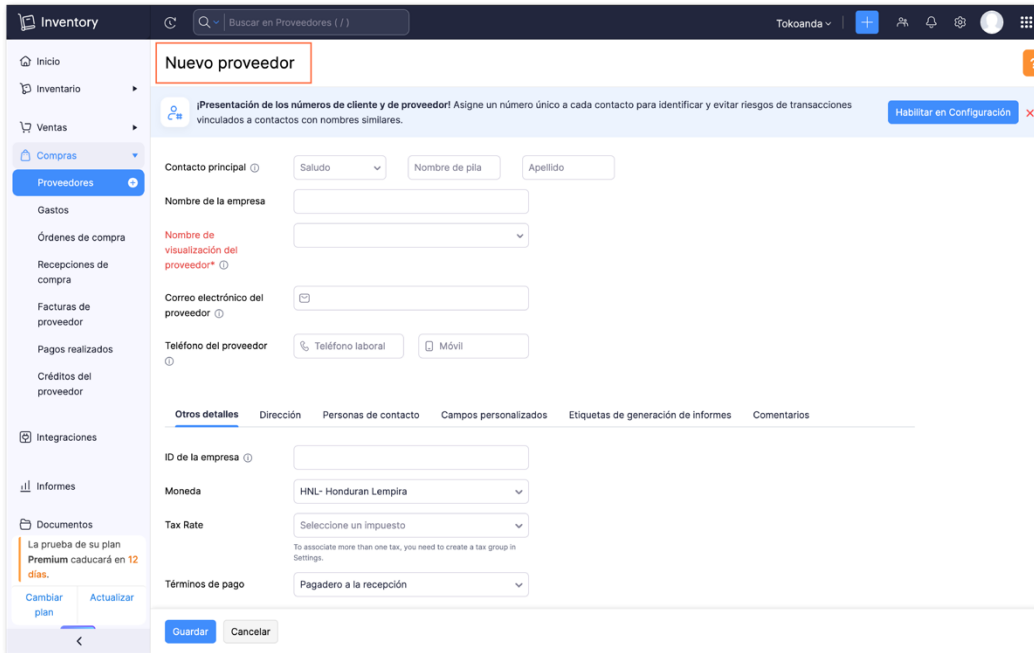 Inventory
Buscar en Proveedores ( / )
Tokoanda
Inicio
Inventario
Ventas
Compras
Proveedores
Gastos
Órdenes de compra
Recepciones de
compra
Facturas de
proveedor
Pagos realizados
Créditos del
proveedor
Integraciones
Informes
Documentos
La prueba de su plan
Premium caducará en 12
días.
Cambiar
plan
Actualizar
Nuevo proveedor
?
¡Presentación de los números de cliente y de proveedor! Asigne un número único a cada contacto para identificar y evitar riesgos de transacciones
vinculados a contactos con nombres similares.
Habilitar en Configuración
Contacto principal
Saludo
Nombre de pila
Apellido
Nombre de la empresa
Nombre de
visualización del
proveedor*
Correo electrónico del
proveedor
Teléfono del proveedor
Teléfono laboral
Móvil
Otros detalles
Dirección
Personas de contacto
Campos personalizados
Etiquetas de generación de informes
Comentarios
ID de la empresa
Moneda
HNL- Honduran Lempira
Tax Rate
Seleccione un impuesto
To associate more than one tax, you need to create a tax group in
Settings.
Términos de pago
Pagadero a la recepción
Guardar
Cancelar